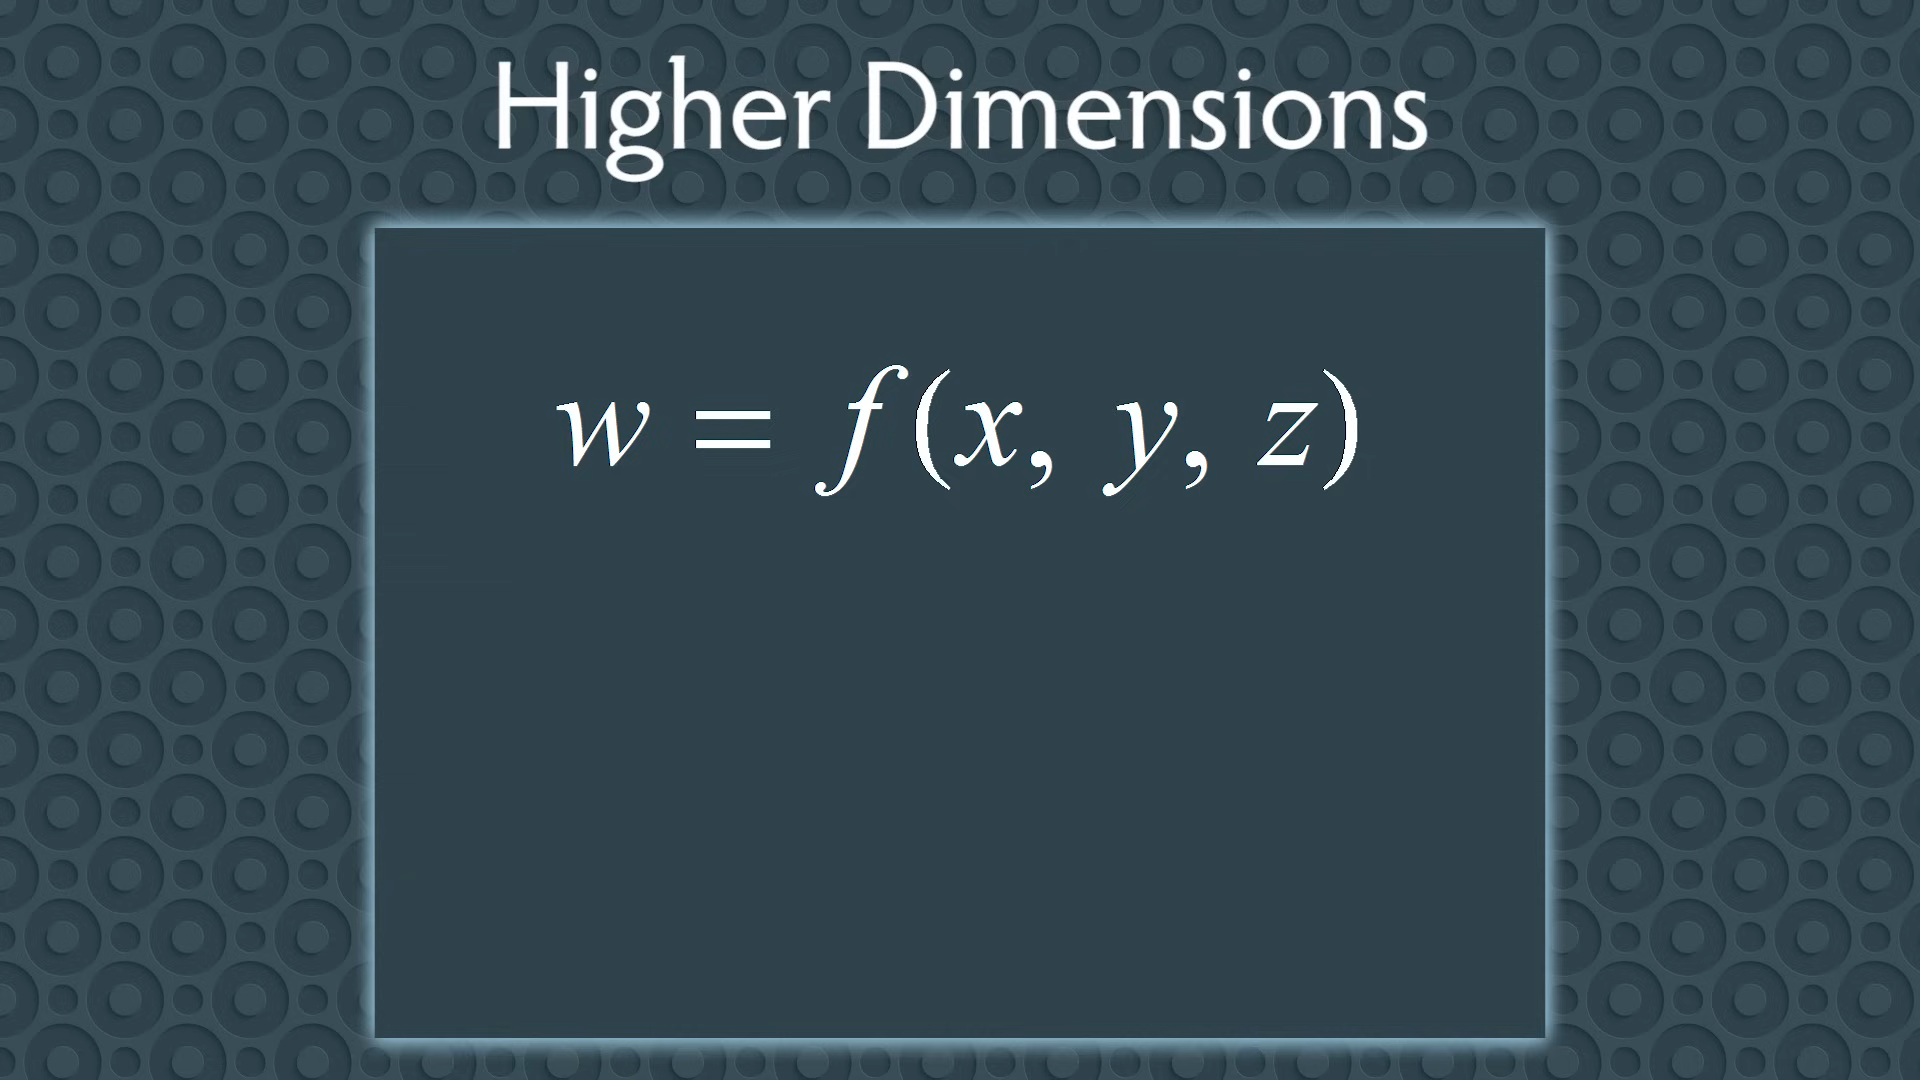 Higher Dimensions
w = f(x, y, z)